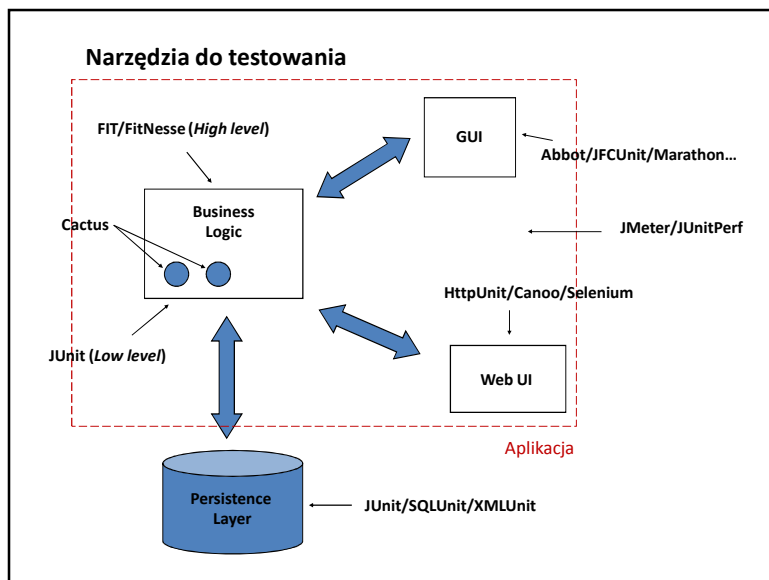 Narzędzia do testowania
FIT/FitNesse (High level)
GUI
Abbot/JFCUnit/Marathon...
Cactus
Business
Logic
JMeter/JUnitPerf
HttpUnit/Canoo/Selenium
JUnit (Low level)
Web UI
Aplikacja
Persistence
Layer
JUnit/SQLUnit/XMLUnit